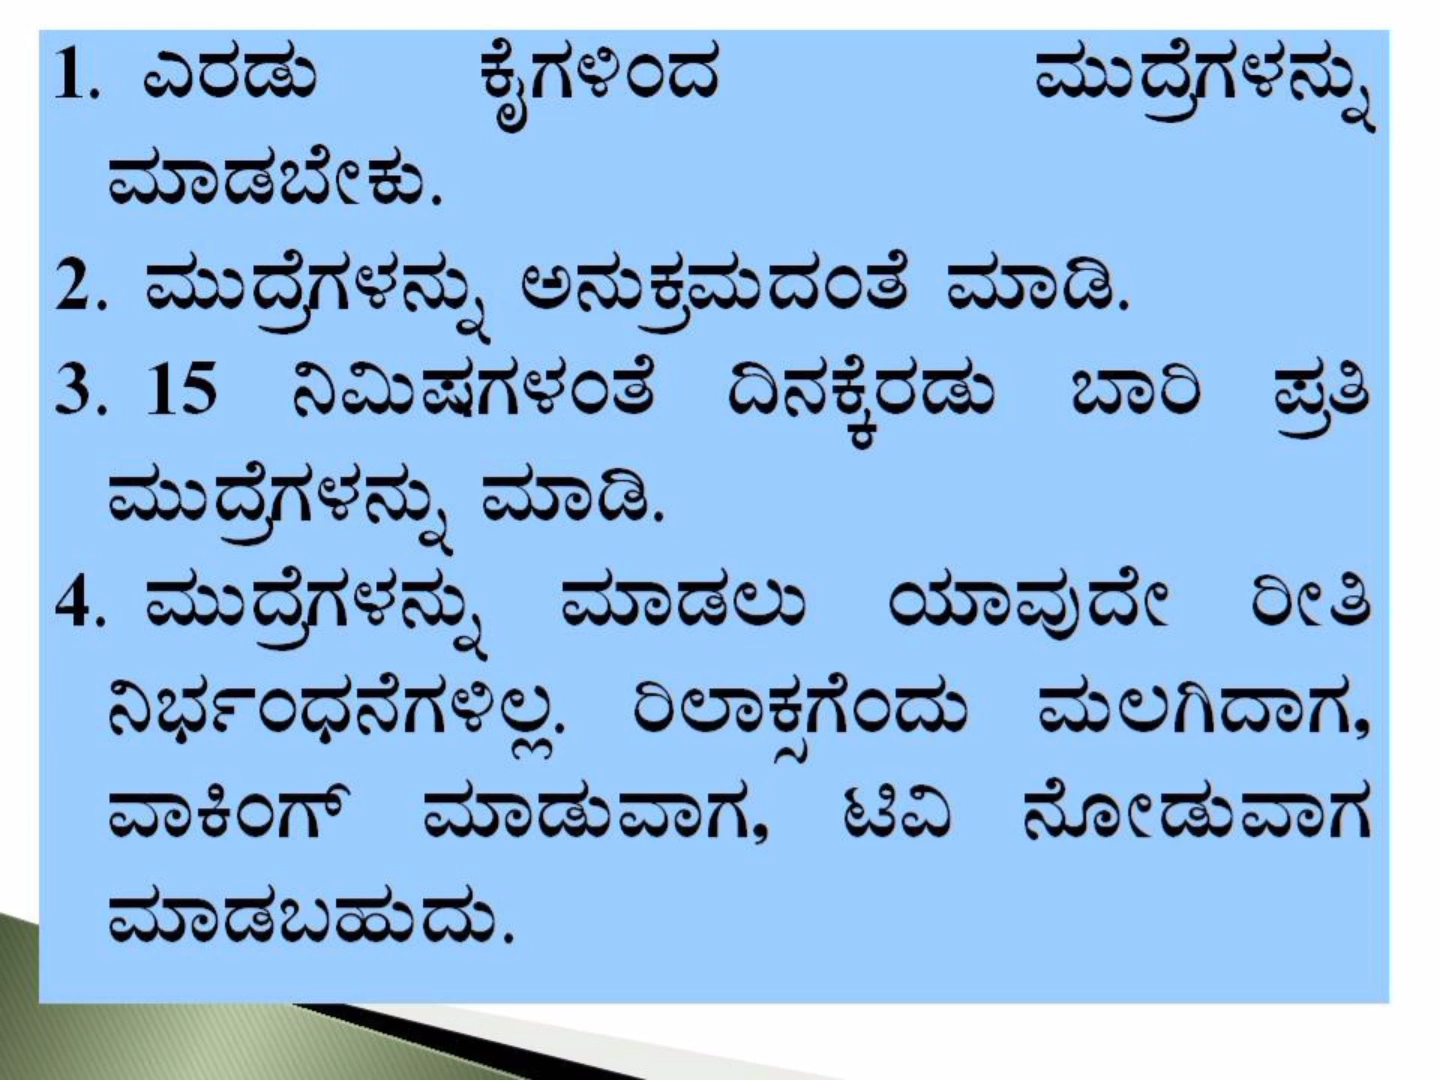 1. ಎರಡು ಕೈಗಳಿಂದ ಮುದ್ರೆಗಳನ್ನು
ಮಾಡಬೇಕು.
2. ಮುದ್ರೆಗಳನ್ನು ಅನುಕ್ರಮದಂತೆ ಮಾಡಿ.
3. 15 ನಿಮಿಷಗಳಂತೆ ದಿನಕ್ಕೆರಡು ಬಾರಿ ಪ್ರತಿ
ಮುದ್ರೆಗಳನ್ನು ಮಾಡಿ.
4. ಮುದ್ರೆಗಳನ್ನು ಮಾಡಲು ಯಾವುದೇ ರೀತಿ
ನಿರ್ಭಂಧನೆಗಳಿಲ್ಲ. ರಿಲಾಕ್ಸಗೆಂದು ಮಲಗಿದಾಗ,
ವಾಕಿಂಗ್ ಮಾಡುವಾಗ, ಟಿವಿ ನೋಡುವಾಗ
ಮಾಡಬಹುದು.